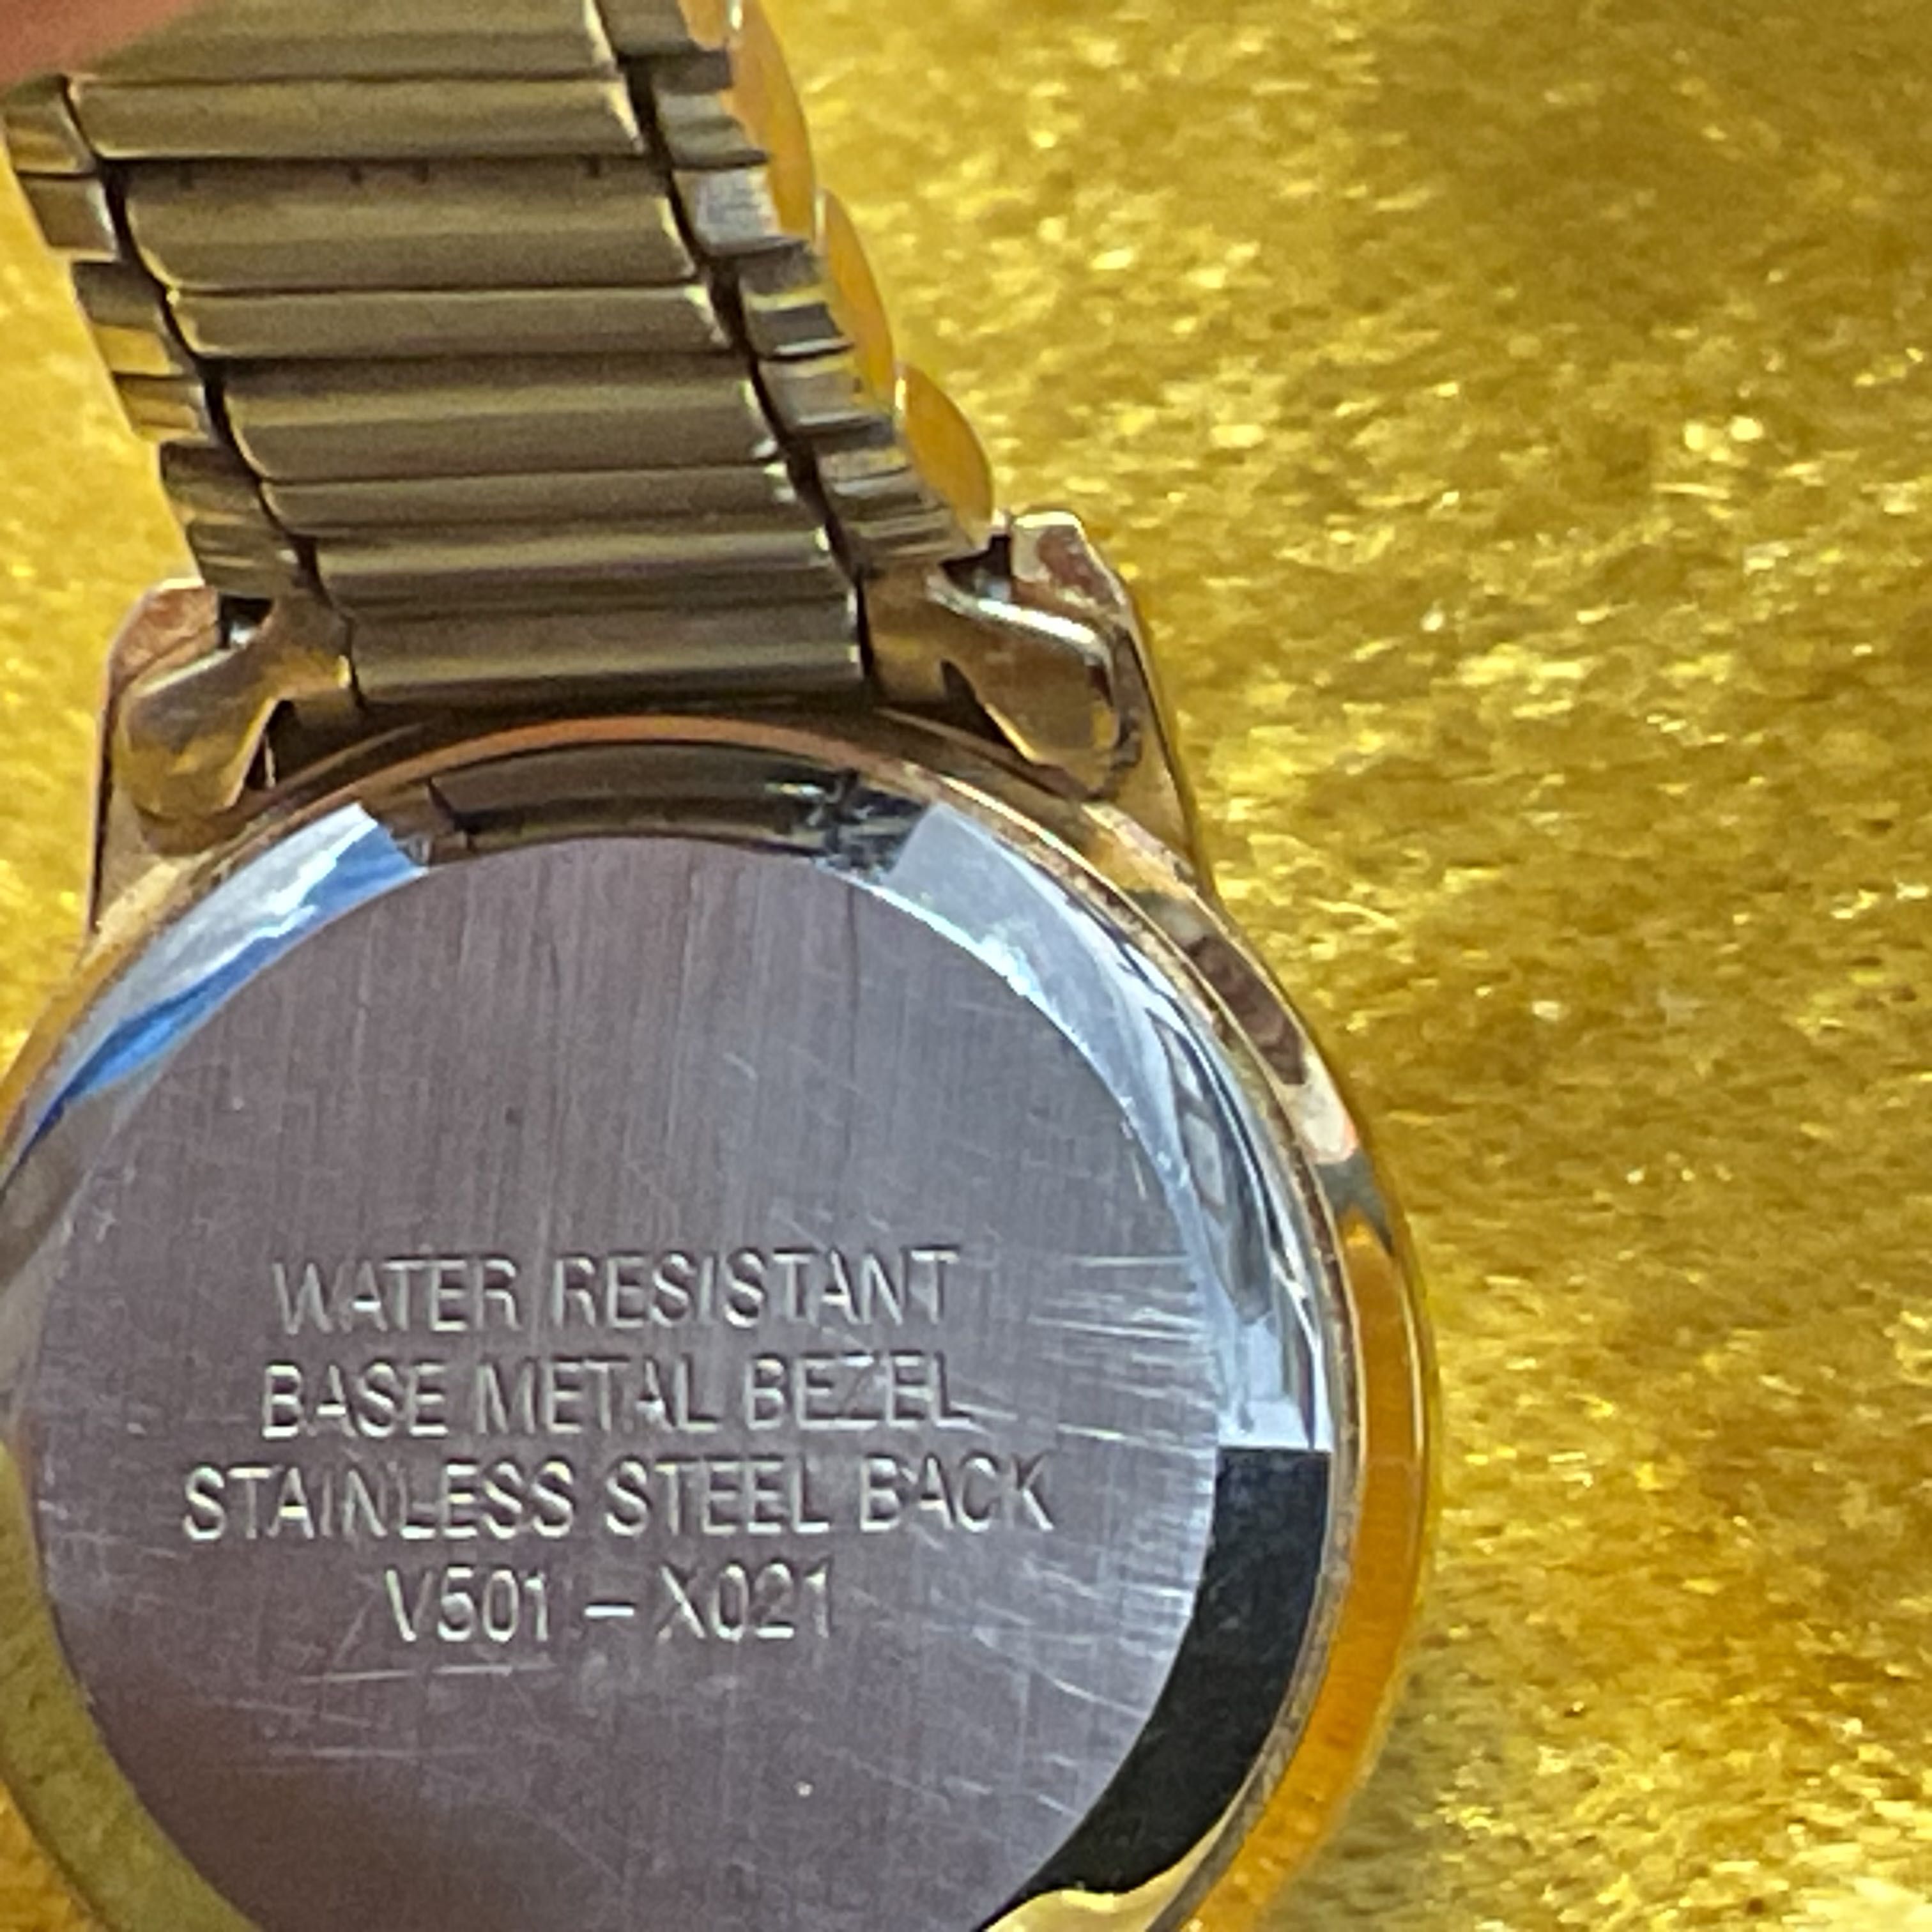 WATER RESISTANT
BASE METAL BEZEL
STAINLESS STEEL BACK
V501 - X021